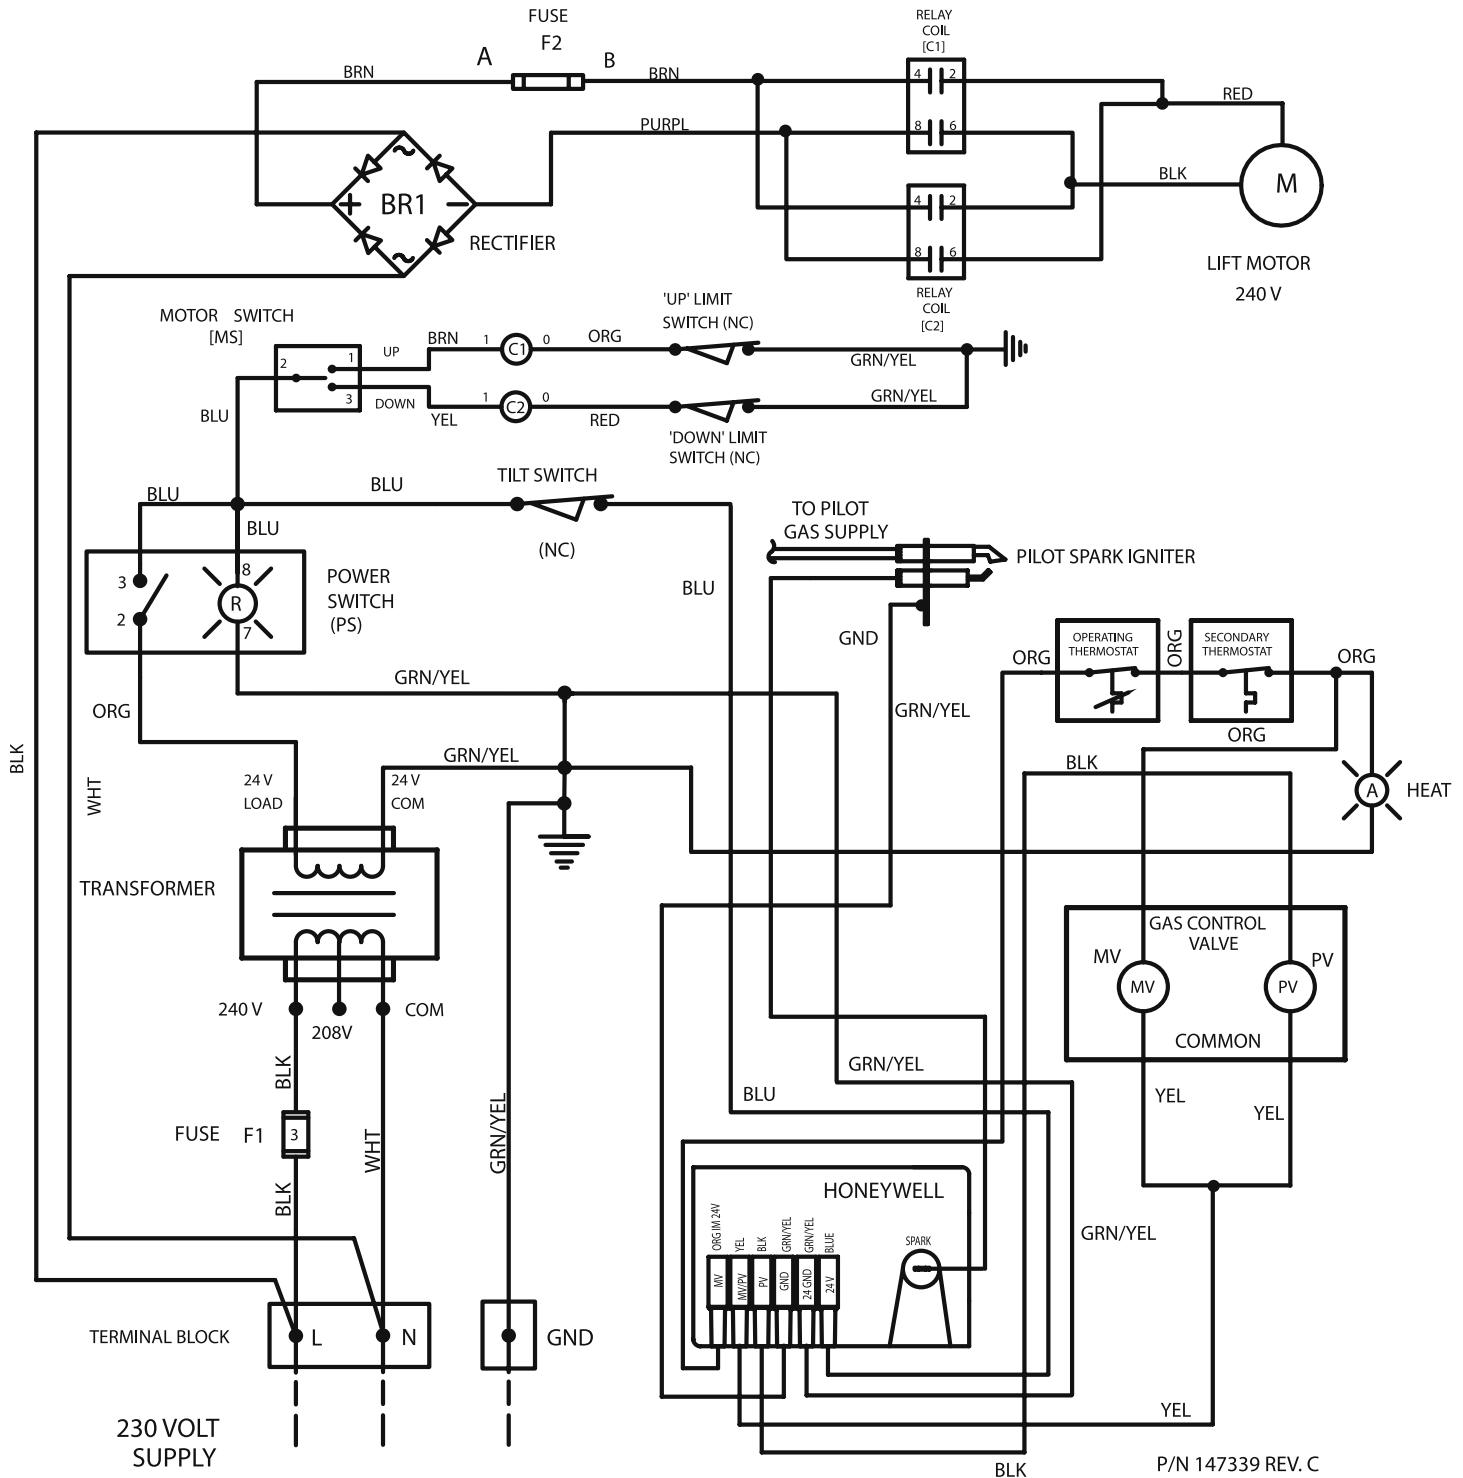 FUSE
F2
A
B
BRN
BRN
RELAY
COIL
[C1]
4
2
8
6
RED
PURPL
BLK
M
LIFT MOTOR
240 V
BR1
RECTIFIER
4
2
8
6
RELAY
COIL
[C2]
MOTOR SWITCH
[MS]
2
1
3
UP
DOWN
BRN
1
C1
0
ORG
'UP' LIMIT
SWITCH (NC)
GRN/YEL
GRN/YEL
YEL
1
C2
0
RED
'DOWN' LIMIT
SWITCH (NC)
BLU
BLU
BLU
BLU
TILT SWITCH
(NC)
BLU
3
2
8
R
7
POWER
SWITCH
(PS)
TO PILOT
GAS SUPPLY
PILOT SPARK IGNITER
GND
GRN/YEL
GRN/YEL
ORG
ORG
OPERATING
THERMOSTAT
ORG
SECONDARY
THERMOSTAT
ORG
ORG
BLK
A
HEAT
BLK
WHT
GRN/YEL
24 V
LOAD
24 V
COM
TRANSFORMER
240 V
208V
COM
BLK
FUSE F1
3
WHT
BLK
GRN/YEL
GAS CONTROL
VALVE
MV
MV
PV
PV
COMMON
YEL
YEL
GRN/YEL
BLU
GRN/YEL
HONEYWELL
ORG IM 24V
YEL
BLK
GRN/YEL
GRN/YEL
BLUE
MV
MV/PV
PV
GND
24 GND
24 V
SPARK
TERMINAL BLOCK
L
N
GND
230 VOLT
SUPPLY
YEL
BLK
P/N 147339 REV. C